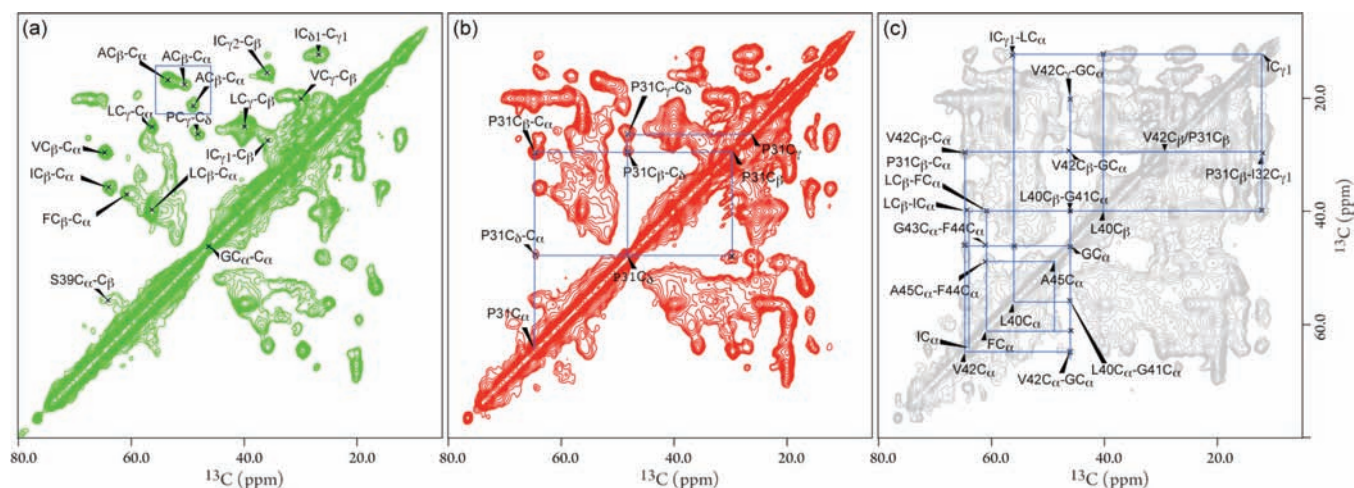 (a)
ICδ1-Cγ1
ICγ2-Cβ
ACβ-Cα
ACβ-Cα
VCγ-Cβ
ACβ-Cα
LCγ-Cβ
LCγ-Cα
PCγ-Cδ
ICγ1-Cβ
VCβ-Cα
LCβ-Cα
ICβ-Cα
FCβ-Cα
GCα-Cα
S39Cα-Cβ
80.0 60.0 40.0 20.0
13C (ppm)
(b)
P31Cγ-Cδ
P31Cβ-Cα
P31Cγ
P31Cβ-Cδ
P31Cβ
P31Cδ-Cα
P31Cδ
P31Cα
80.0 60.0 40.0 20.0
13C (ppm)
(c)
ICγ1-LCα
V42Cγ-GCα
ICγ1
V42Cβ-Cα
V42Cβ/P31Cβ
P31Cβ-Cα
V42Cβ-GCα
P31Cβ-I32Cγ1
LCβ-FCα
L40Cβ-G41Cα
LCβ-ICα
L40Cβ
G43Cα-F44Cα
GCα
A45Cα-F44Cα
A45Cα
L40Cα
ICα
FCα
V42Cα
V42Cα-GCα
L40Cα-G41Cα
80.0 60.0 40.0 20.0
13C (ppm)
20.0
40.0
60.0
13C (ppm)